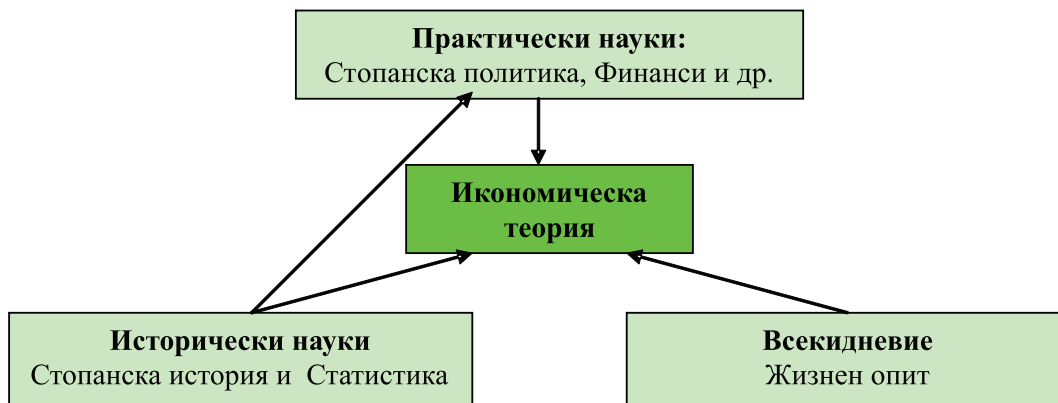 Практически науки:
Стопанска политика, Финанси и др.
Икономическа
теория
Исторически науки
Стопанска история и Статистика
Всекидневие
Жизнен опит